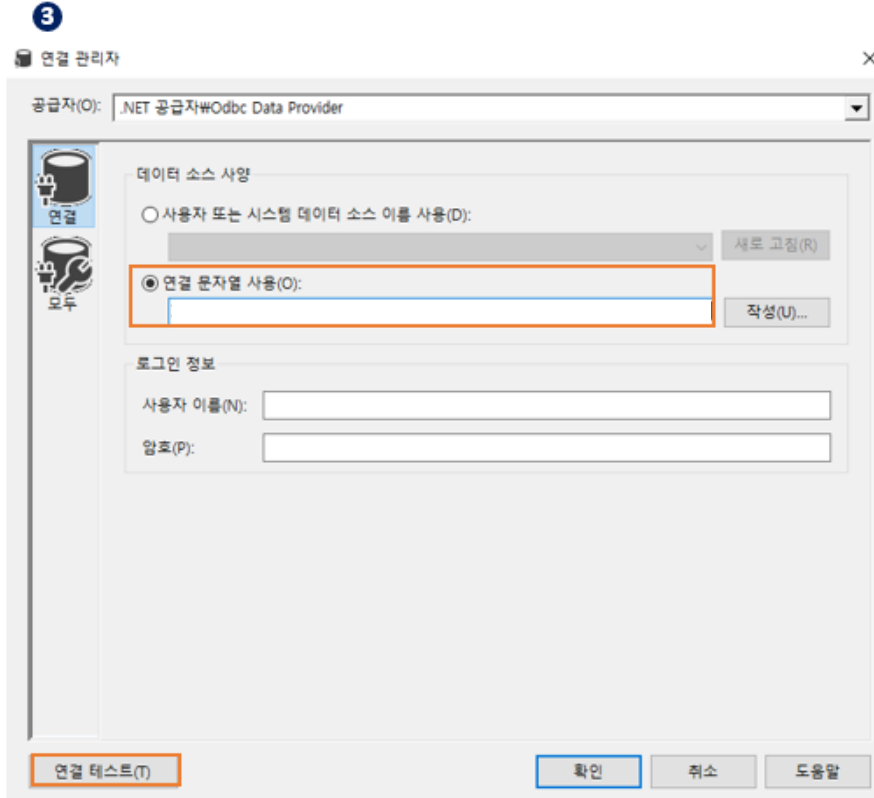 3
연결 관리자
공급자(O): .NET 공급자₩Odbc Data Provider
연결
모두
데이터 소스 사양
사용자 또는 시스템 데이터 소스 이름 사용(D):
새로 고침(R)
연결 문자열 사용(O):
작성(U)...
로그인 정보
사용자 이름(N):
암호(P):
연결 테스트(T) 확인 취소 도움말